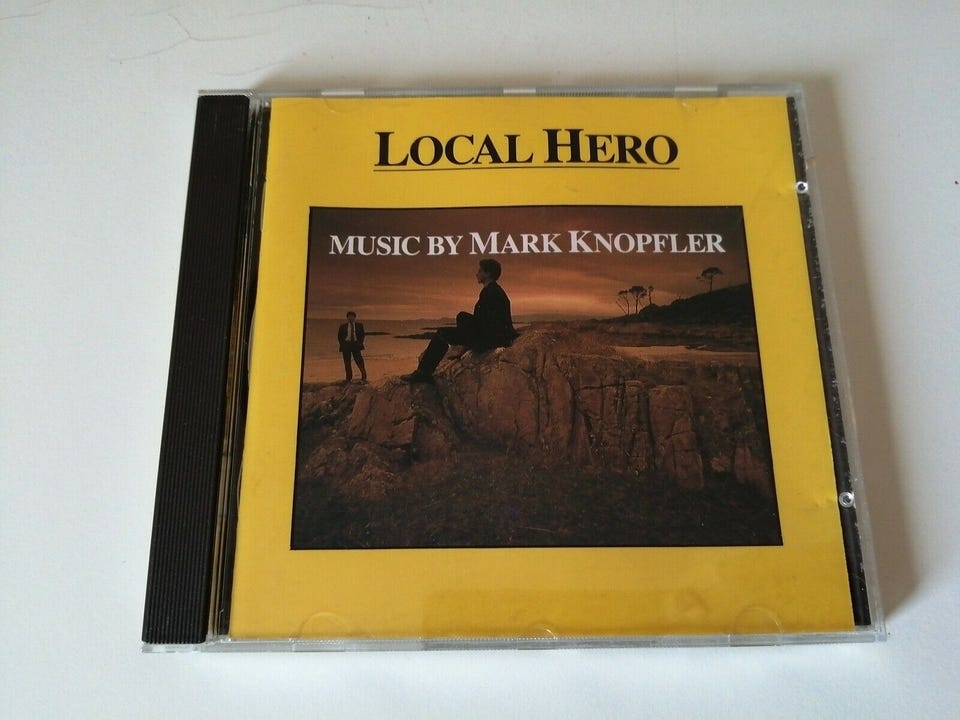 LOCAL HERO
MUSIC BY MARK KNOPFLER